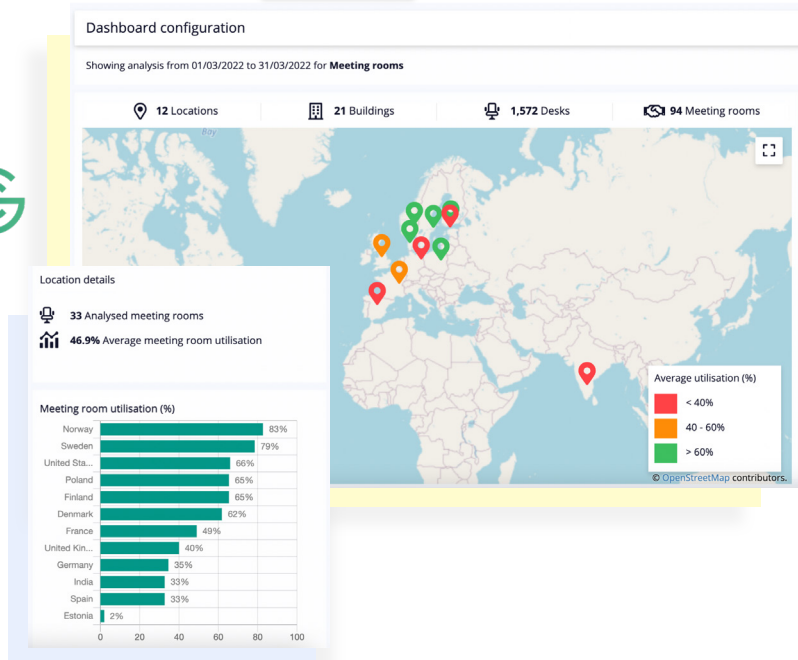 Dashboard configuration
Showing analysis from 01/03/2022 to 31/03/2022 for Meeting rooms
12 Locations
21 Buildings
1,572 Desks
94 Meeting rooms
Bay
Average utilisation (%)
< 40%
40 - 60%
> 60%
© OpenStreetMap contributors.
Location details
33 Analysed meeting rooms
46.9% Average meeting room utilisation
Meeting room utilisation (%)
Norway 83%
Sweden 79%
United Sta... 66%
Poland 65%
Finland 65%
Denmark 62%
France 49%
United Kin... 40%
Germany 35%
India 33%
Spain 33%
Estonia 2%
0 20 40 60 80 100